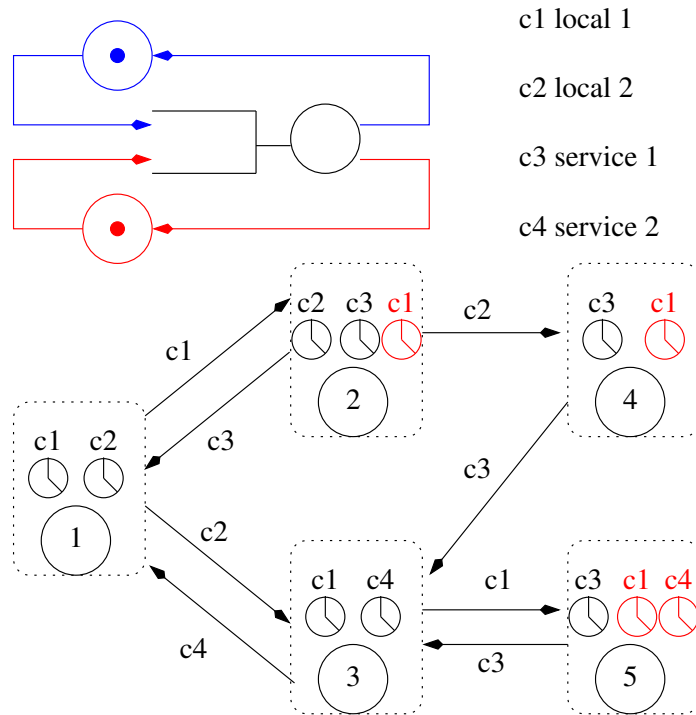 c1 local 1
c2 local 2
c3 service 1
c4 service 2
c2 c3 c1
c3 c1
c2
c1
2
4
c3
c1 c2
c3
1
c2
c1 c4
c1
c3 c1 c4
c4
3
c3
5